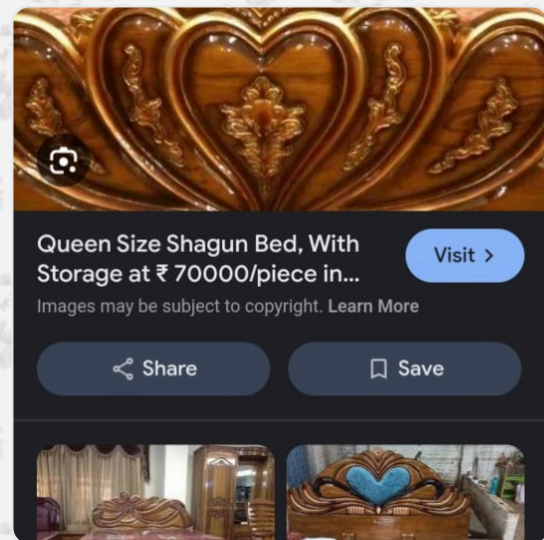 Queen Size Shagun Bed, With
Visit
Storage at ₹ 70000/piece in...
Images may be subject to copyright. Learn More
Share
Save